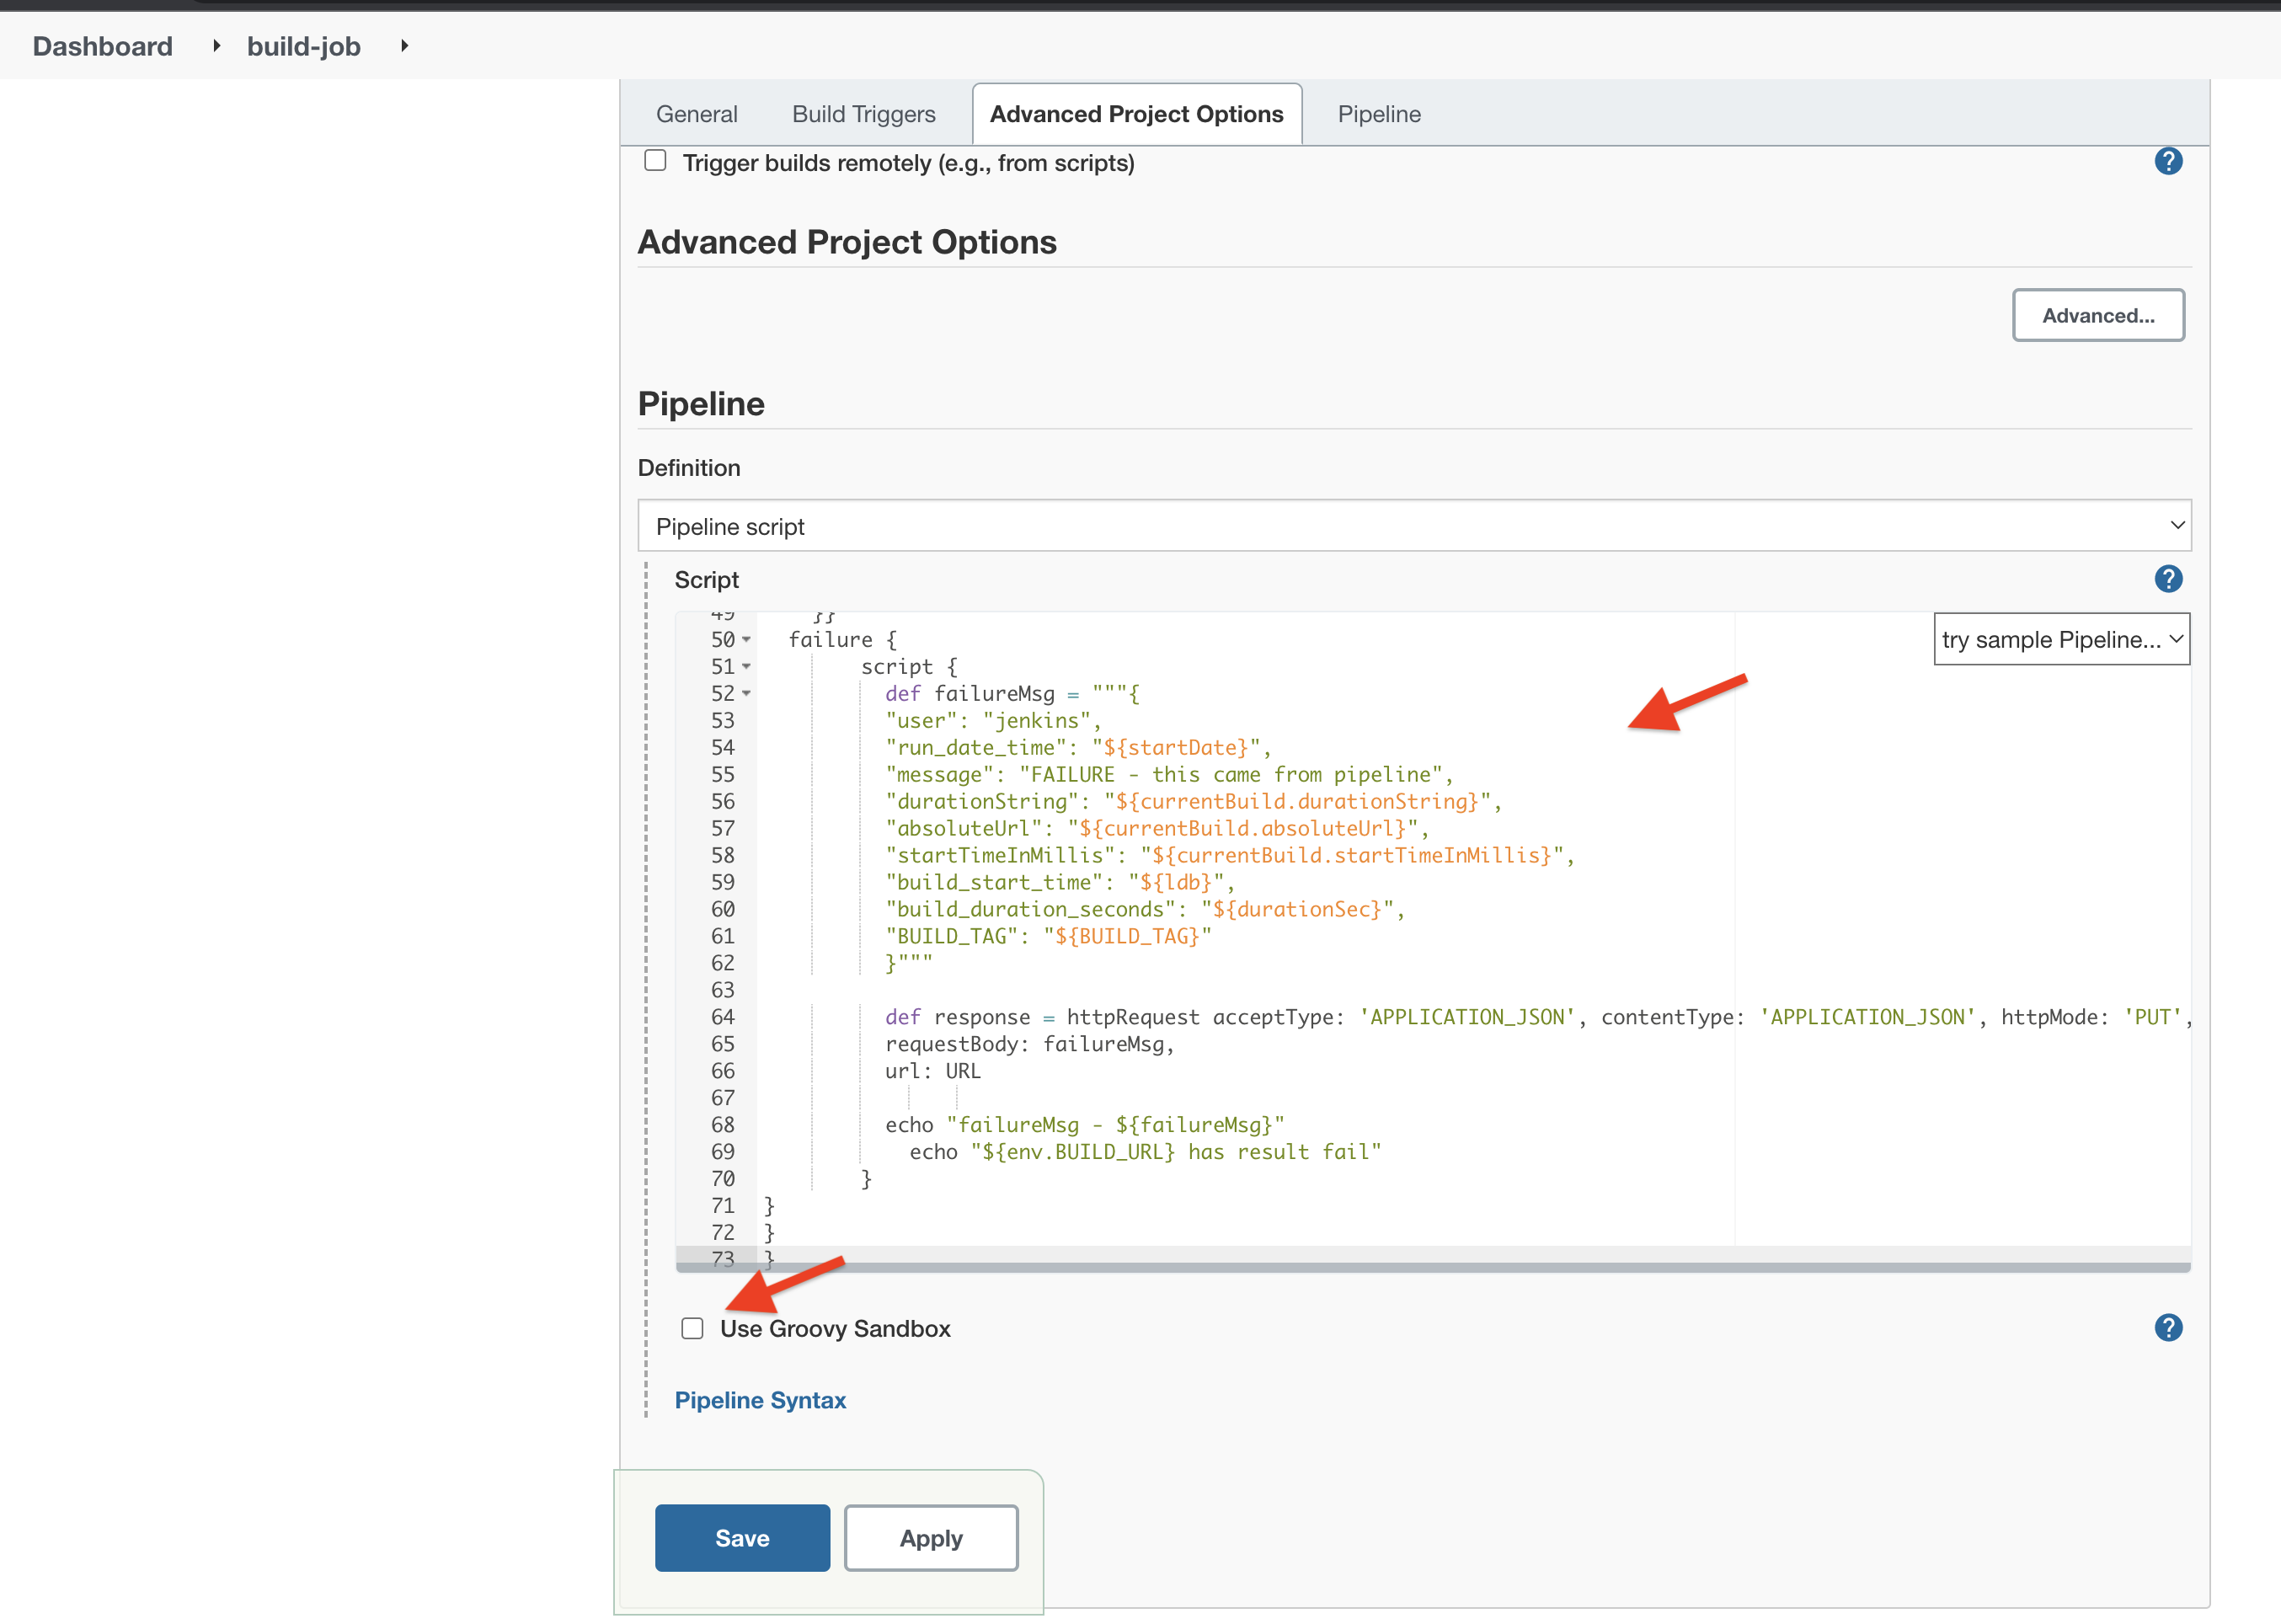 Dashboard build-job
General Build Triggers Advanced Project Options Pipeline
Trigger builds remotely (e.g., from scripts) ?
Advanced Project Options
Advanced...
Pipeline
Definition
Pipeline script
Script ?
try sample Pipeline...
49 }}
50 failure {
51 script {
52 def failureMsg = """{
53 "user": "jenkins",
54 "run_date_time": "${startDate}",
55 "message": "FAILURE - this came from pipeline",
56 "durationString": "${currentBuild.durationString}",
57 "absoluteUrl": "${currentBuild.absoluteUrl}",
58 "startTimeInMillis": "${currentBuild.startTimeInMillis}",
59 "build_start_time": "${ldb}",
60 "build_duration_seconds": "${durationSec}",
61 "BUILD_TAG": "${BUILD_TAG}"
62 }"""
63
64 def response = httpRequest acceptType: 'APPLICATION_JSON', contentType: 'APPLICATION_JSON', httpMode: 'PUT',
65 requestBody: failureMsg,
66 url: URL
67
68 echo "failureMsg - ${failureMsg}"
69 echo "${env.BUILD_URL} has result fail"
70 }
71 }
72 }
73 }
Use Groovy Sandbox ?
Pipeline Syntax
Save Apply